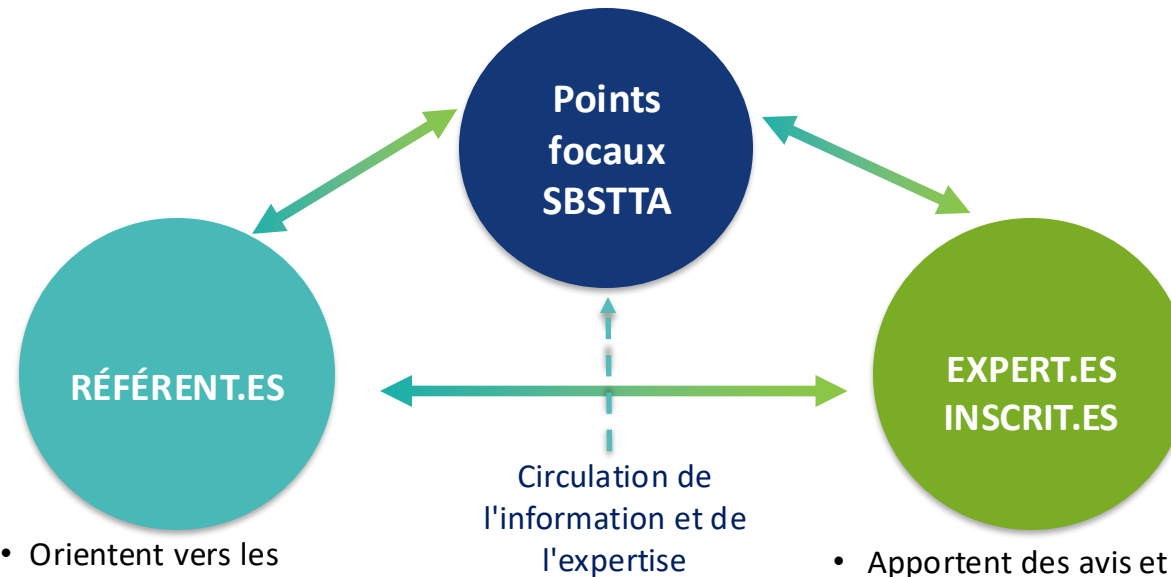 Points
focaux
SBSTTA
RÉFÉRENT.ES
EXPERT.ES
INSCRIT.ES
Circulation de
l'information et de
l'expertise
• Orientent vers les
• Apportent des avis et